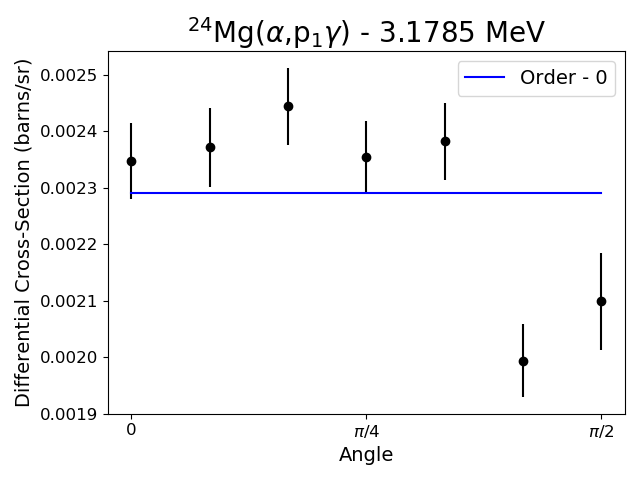 ²⁴Mg(α,p₁γ) - 3.1785 MeV
Order - 0
Differential Cross-Section (barns/sr)
0.0025
0.0024
0.0023
0.0022
0.0021
0.0020
0.0019
0 π/4 π/2
Angle